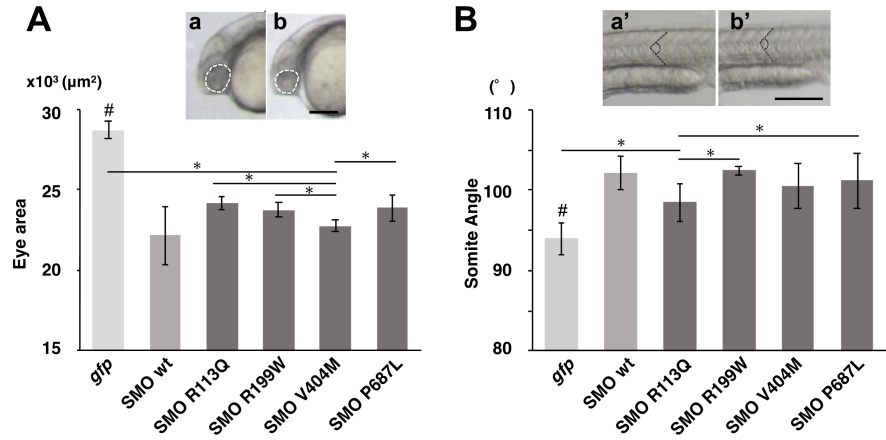 A
a
b
x10³ (µm²)
30
25
20
15
Eye area
#
*
*
*
*
gfp
SMO wt
SMO R113Q
SMO R199W
SMO V404M
SMO P687L
B
a’
b’
(°)
110
100
90
80
Somite Angle
#
*
*
*
gfp
SMO wt
SMO R113Q
SMO R199W
SMO V404M
SMO P687L